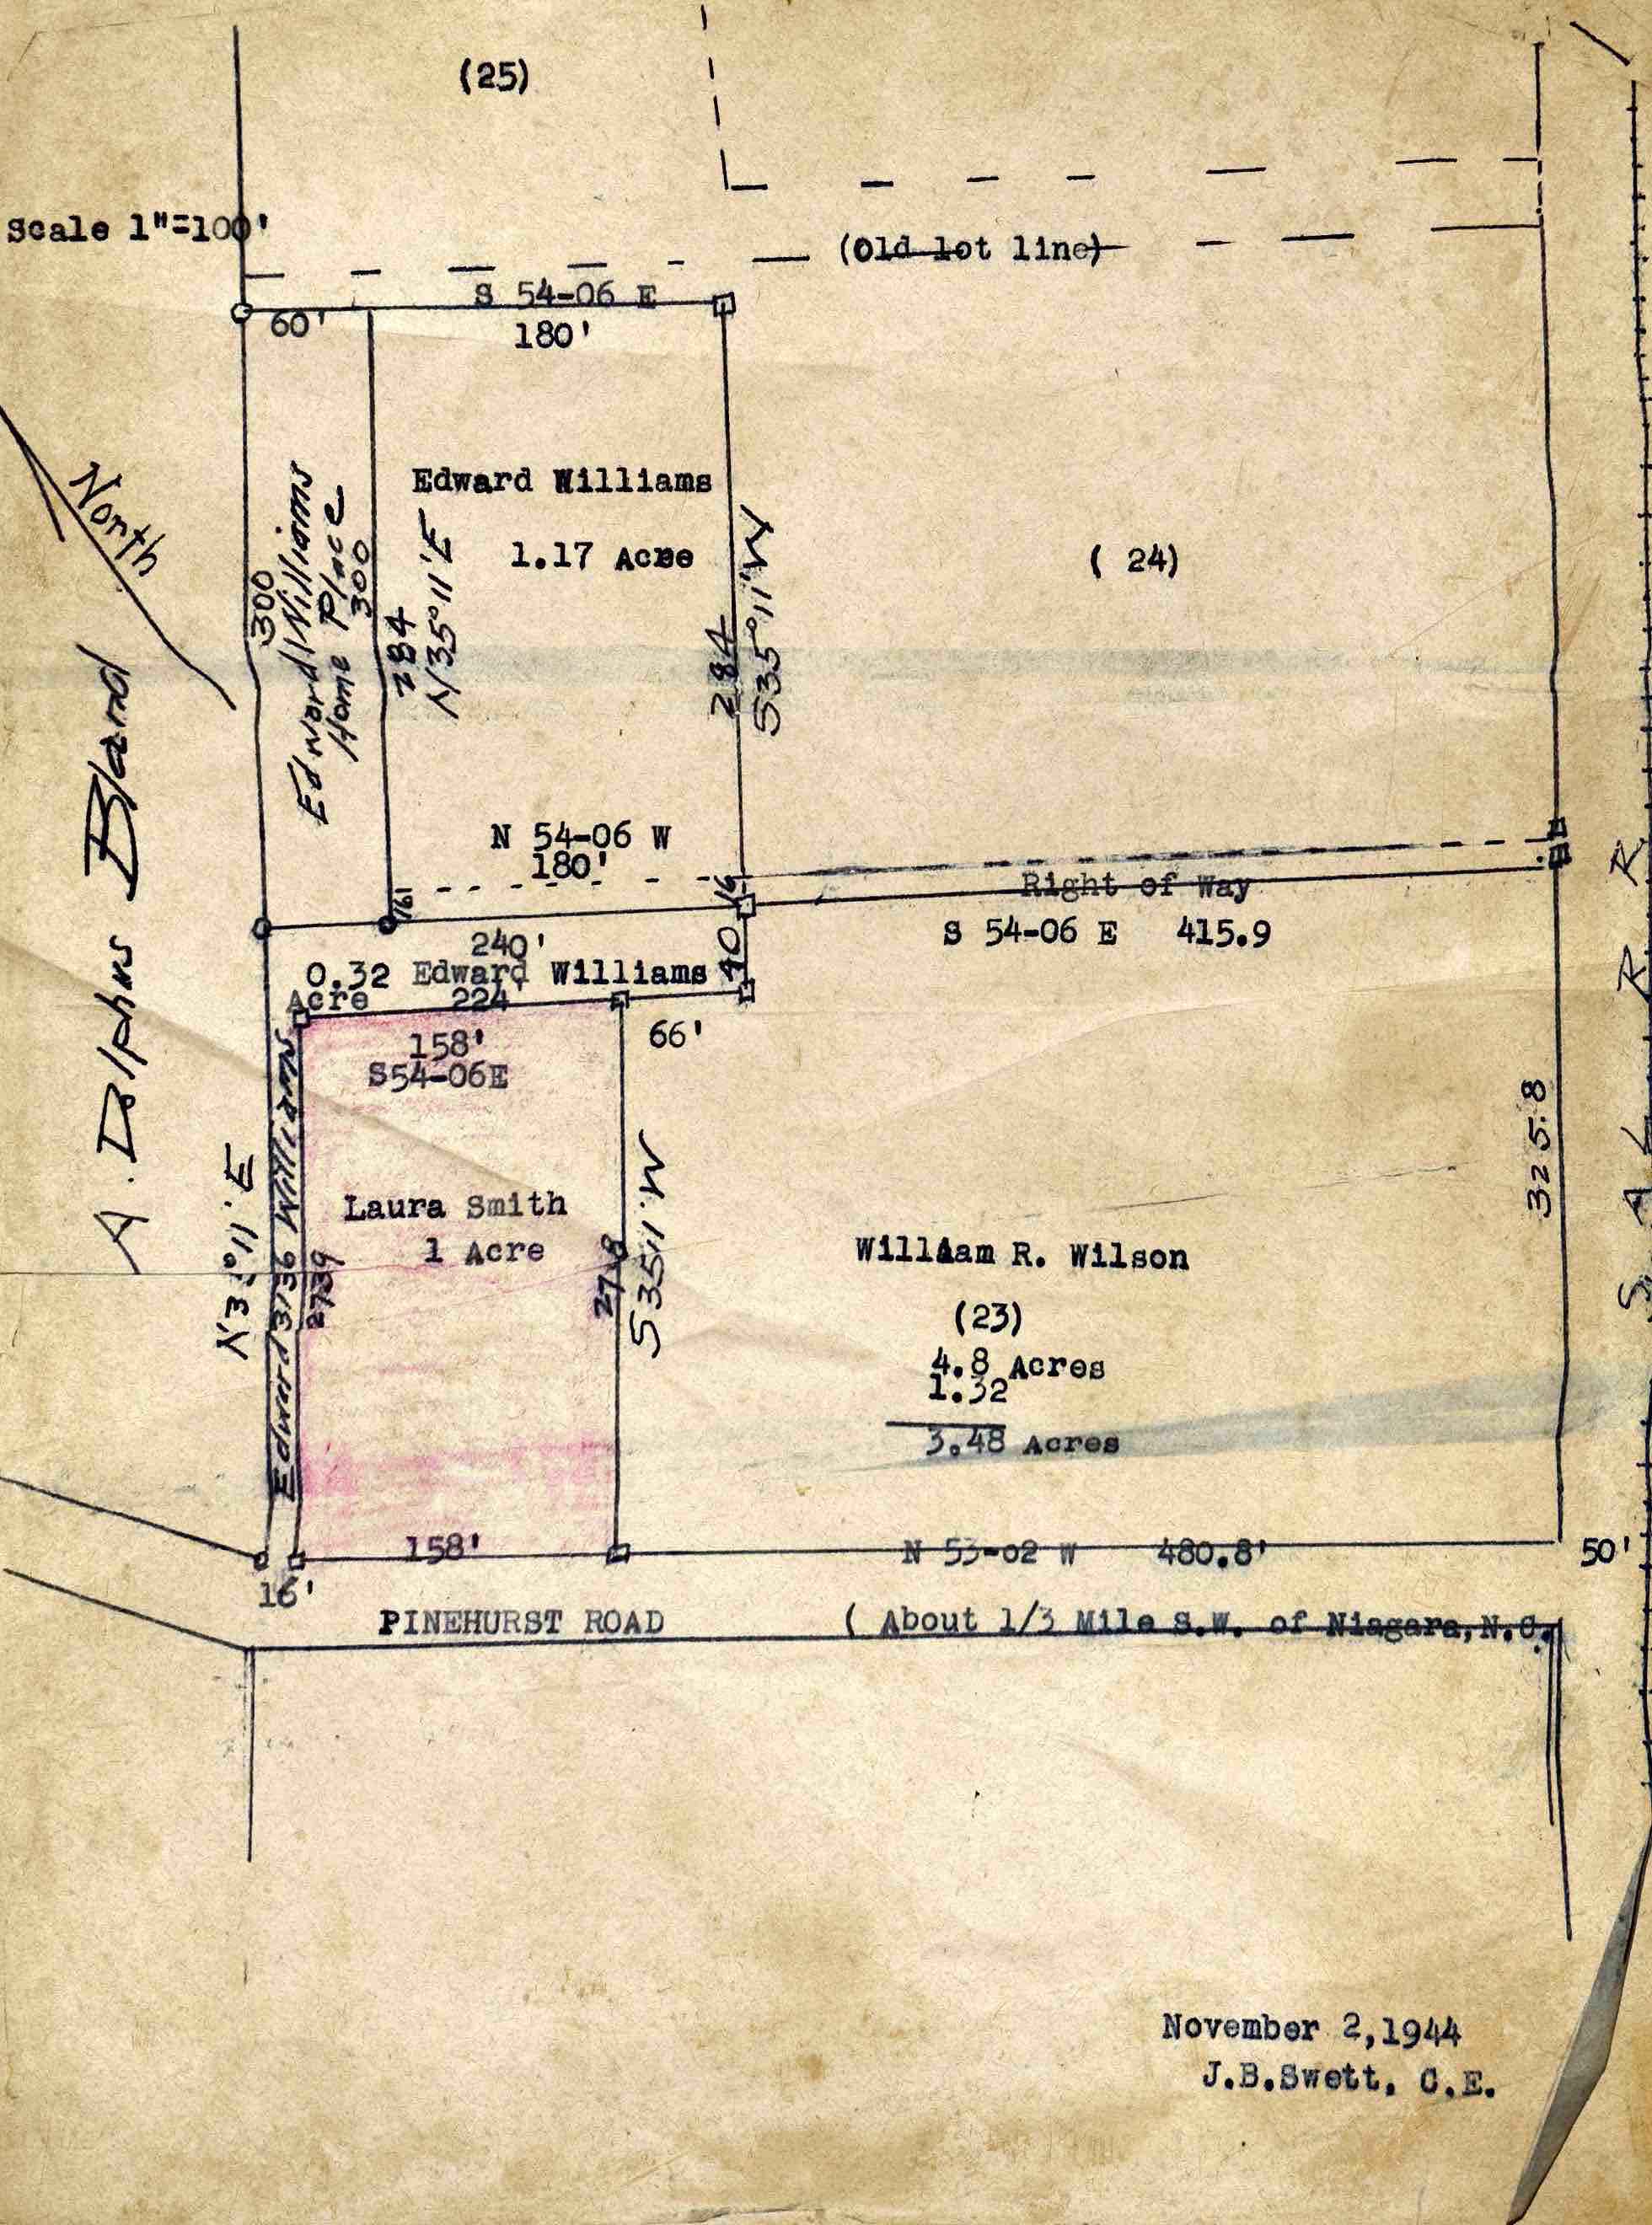 (25)
Scale 1"=100'
(Old lot line)
S 54-06 E
60'
180'
North
Edward Williams
1.17 Acre
( 24)
300
Edward Williams
Home Place
300
284
N35°11'E
284
S35°11'W
A. Dolphus Bland
N 54-06 W
180'
16'
16
Right of Way
S 54-06 E 415.9
240'
40
0.32 Edward Williams
Acre
224'
158'
66'
S54-06E
N35°11'E
Edward 313.6 Williams
273.9
Laura Smith
1 Acre
S 35 11' W
325.8
S. A. L. R. R.
William R. Wilson
(23)
4.8 Acres
1.32
3.48 Acres
158'
N 53-02 W 480.8'
50'
16'
PINEHURST ROAD ( About 1/3 Mile S.W. of Niagara,N.C.
November 2,1944
J.B.Swett, C.E.